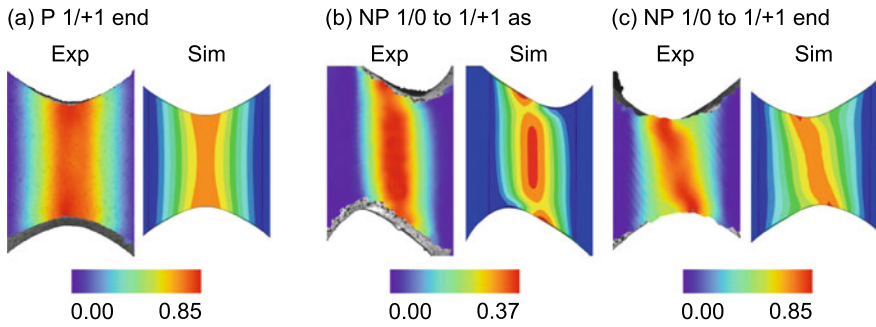 (a) P 1/+1 end
(b) NP 1/0 to 1/+1 as
(c) NP 1/0 to 1/+1 end
Exp
Sim
Exp
Sim
Exp
Sim
0.00
0.85
0.00
0.37
0.00
0.85